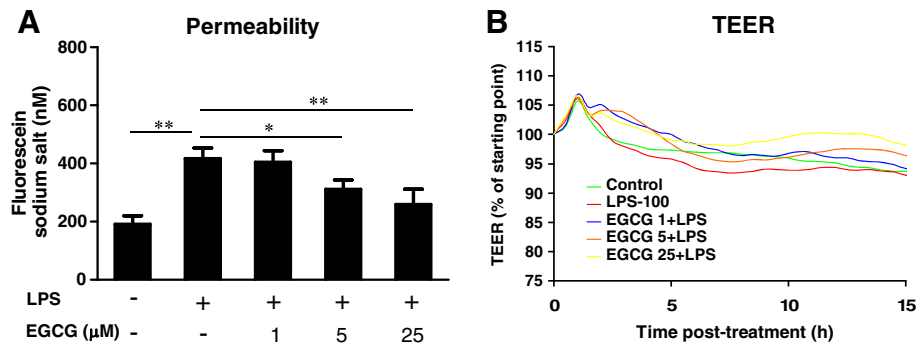 A
Permeability
Fluorescein
sodium salt (nM)
800
600
400
200
0
**
*
**
LPS - + + + +
EGCG (μM) - - 1 5 25
B
TEER
TEER (% of starting point)
115
110
105
100
95
90
85
80
75
Control
LPS-100
EGCG 1+LPS
EGCG 5+LPS
EGCG 25+LPS
0 5 10 15
Time post-treatment (h)